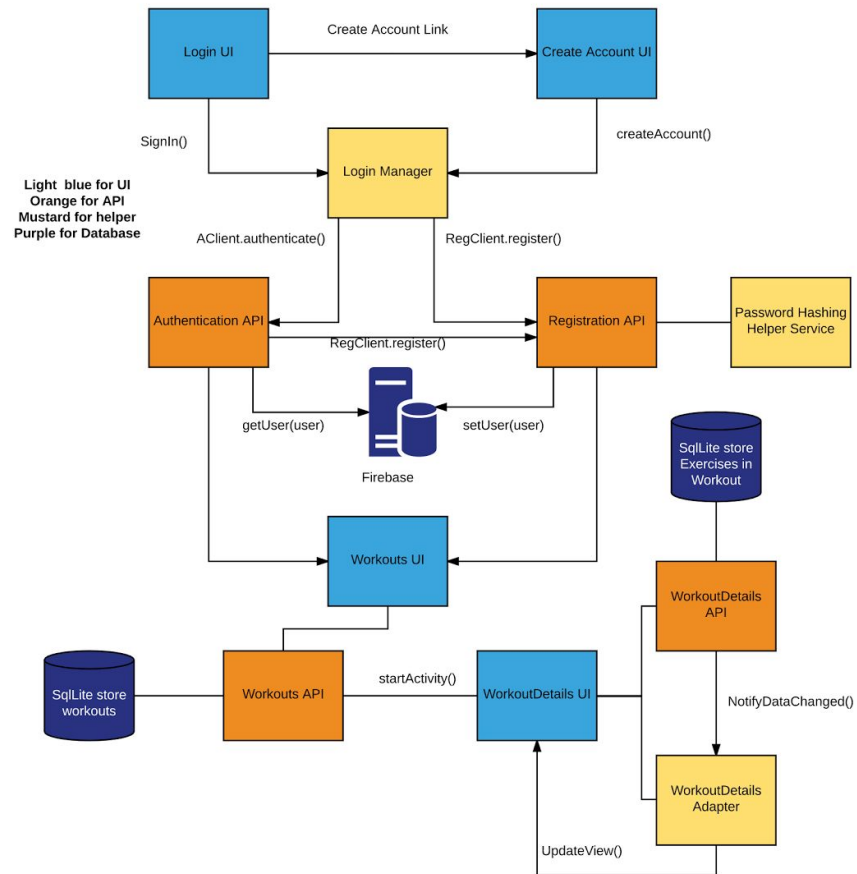 Create Account Link
Login UI
Create Account UI
SignIn()
createAccount()
Login Manager
Light blue for UI
Orange for API
Mustard for helper
Purple for Database
AClient.authenticate()
RegClient.register()
Authentication API
Registration API
Password Hashing
Helper Service
RegClient.register()
getUser(user)
setUser(user)
Firebase
SqlLite store
Exercises in
Workout
Workouts UI
WorkoutDetails
API
SqlLite store
workouts
Workouts API
startActivity()
WorkoutDetails UI
NotifyDataChanged()
WorkoutDetails
Adapter
UpdateView()